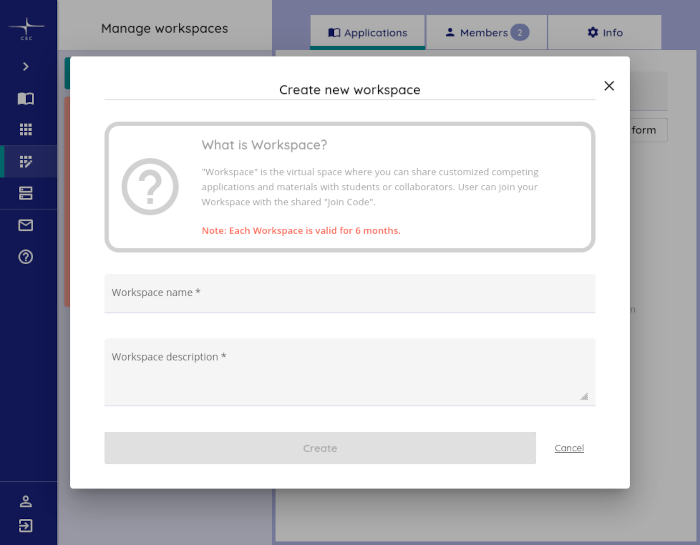 CSC
Manage workspaces
Applications
Members 2
Info
form
Create new workspace
What is Workspace?
"Workspace" is the virtual space where you can share customized competing
applications and materials with students or collaborators. User can join your
Workspace with the shared "Join Code".
Note: Each Workspace is valid for 6 months.
Workspace name *
Workspace description *
Create
Cancel